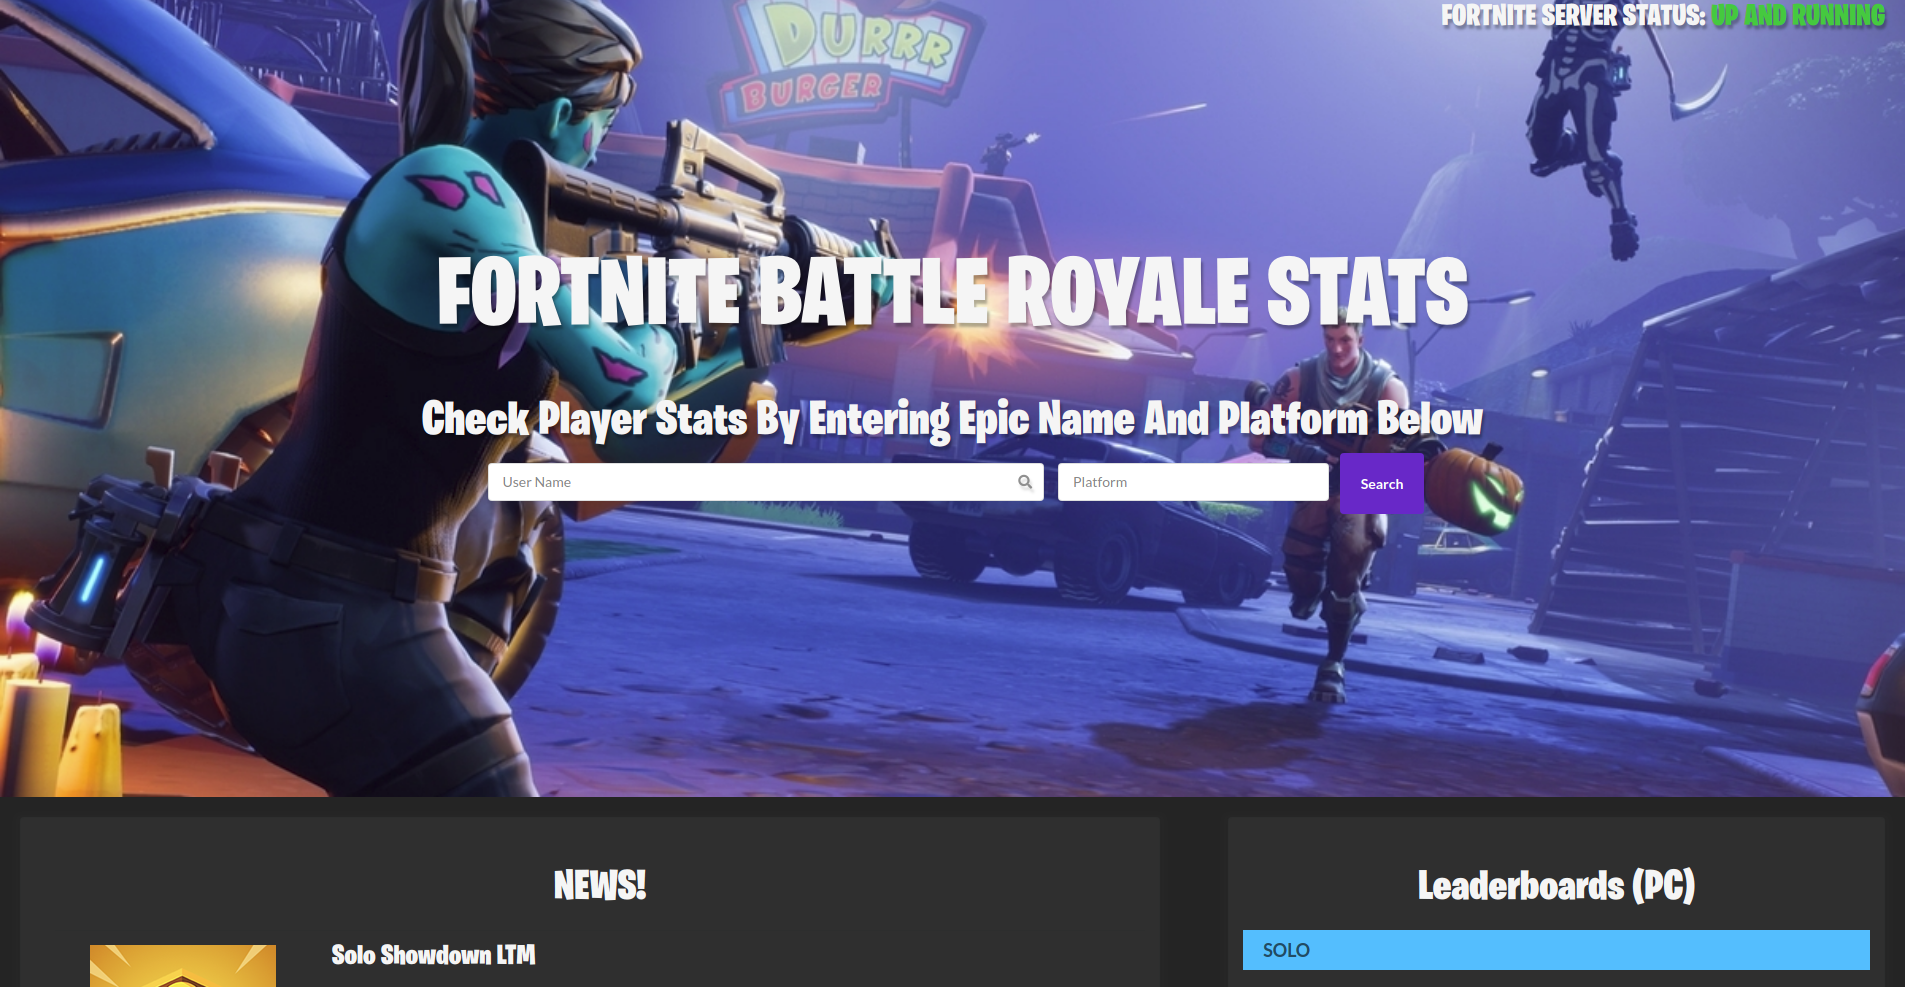 DURRR
BURGER
FORTNITE SERVER STATUS: UP AND RUNNING
FORTNITE BATTLE ROYALE STATS
Check Player Stats By Entering Epic Name And Platform Below
User Name
Platform
Search
NEWS!
Solo Showdown LTM
Leaderboards (PC)
SOLO